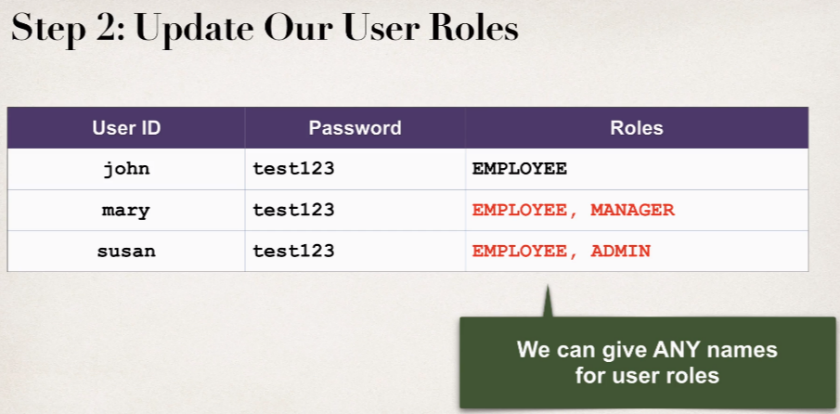 Step 2: Update Our User Roles
User ID Password Roles
john test123 EMPLOYEE
mary test123 EMPLOYEE, MANAGER
susan test123 EMPLOYEE, ADMIN
We can give ANY names
for user roles